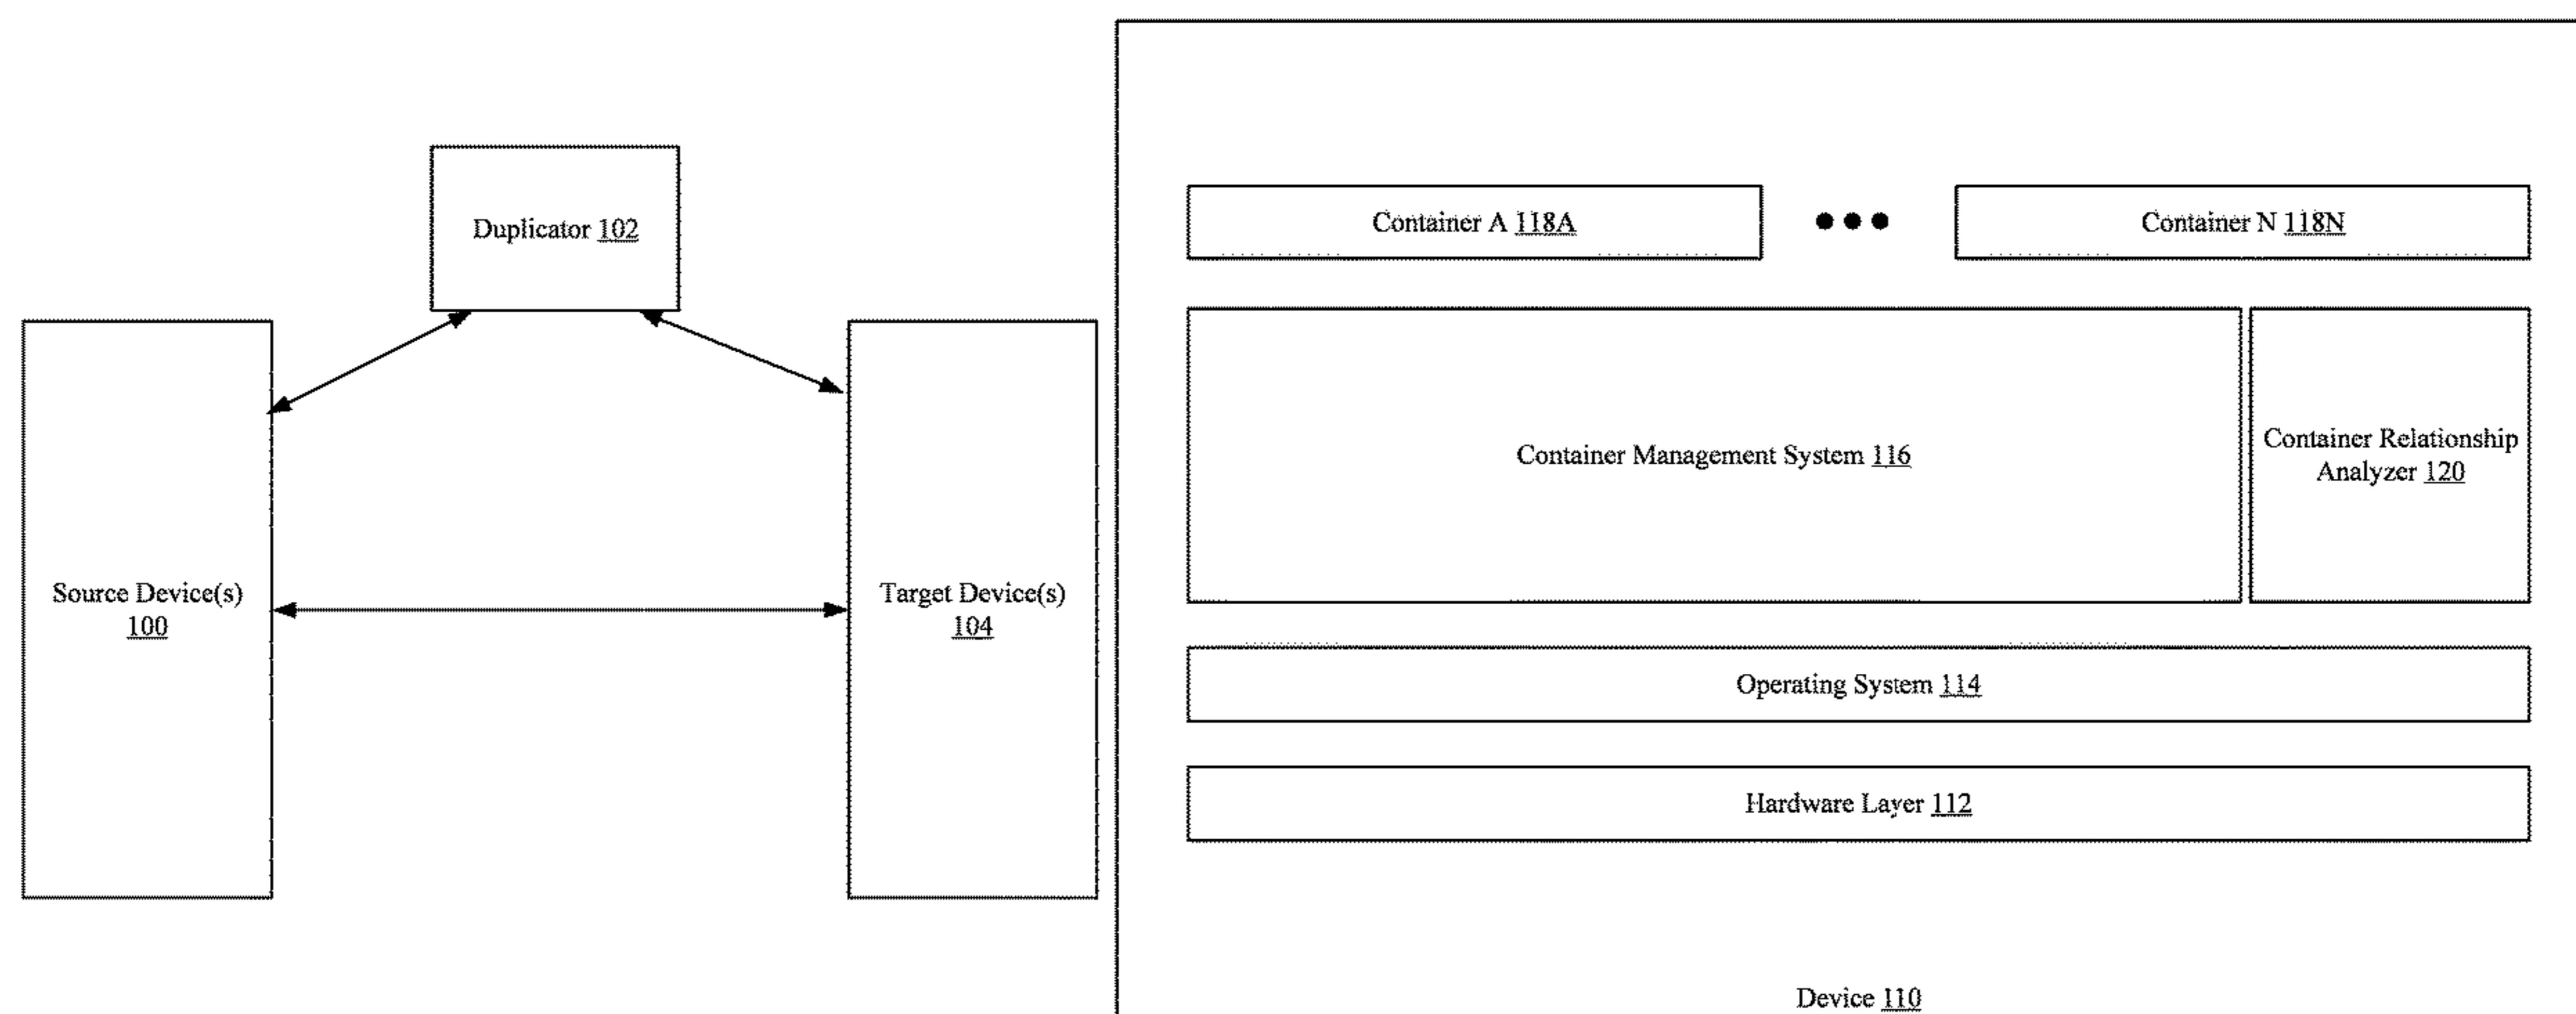 Duplicator 102
Source Device(s)
100
Target Device(s)
104
Container A 118A
Container N 118N
Container Management System 116
Container Relationship
Analyzer 120
Operating System 114
Hardware Layer 112
Device 110